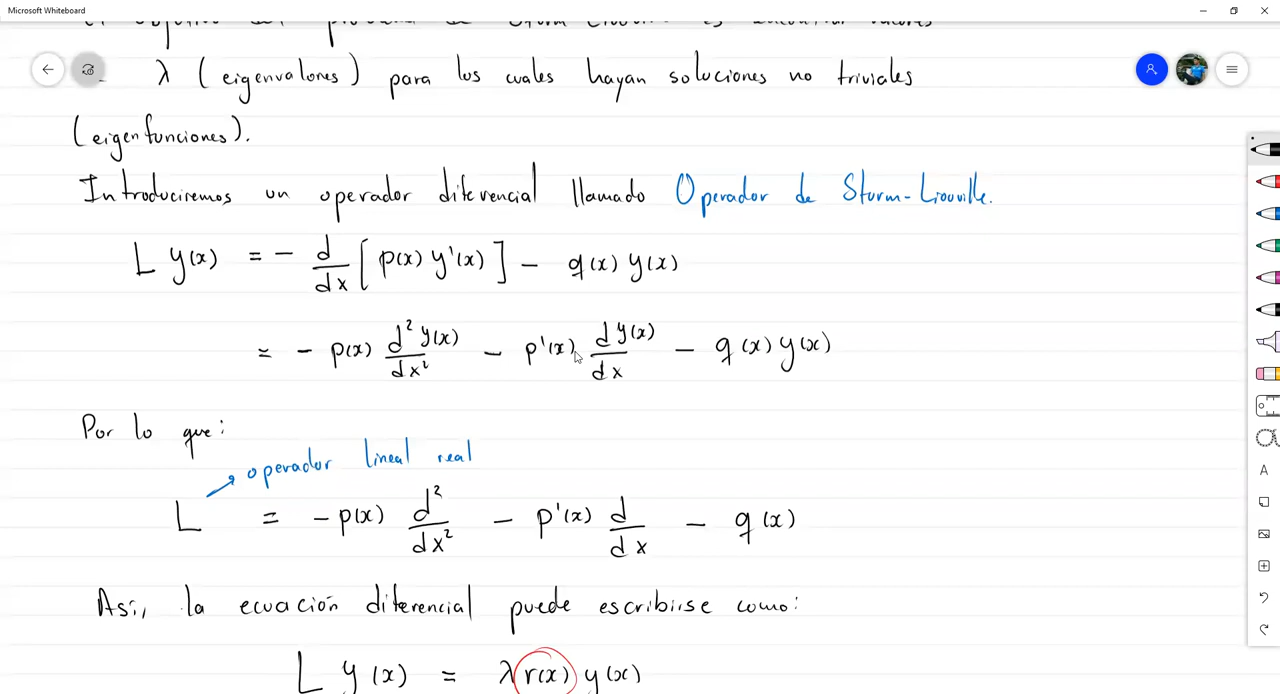 Microsoft Whiteboard
λ (eigenvalores) para los cuales hayan soluciones no triviales
(eigenfunciones).
Introduciremos un operador diferencial llamado Operador de Sturm-Liouville.
L y(x) = - d/dx [ p(x) y'(x) ] - q(x) y(x)
= - p(x) d² y(x)/dx² - p'(x) d y(x)/dx - q(x) y(x)
Por lo que:
operador lineal real
L = - p(x) d²/dx² - p'(x) d/dx - q(x)
Así, la ecuación diferencial puede escribirse como:
L y(x) = λ r(x) y(x)
A